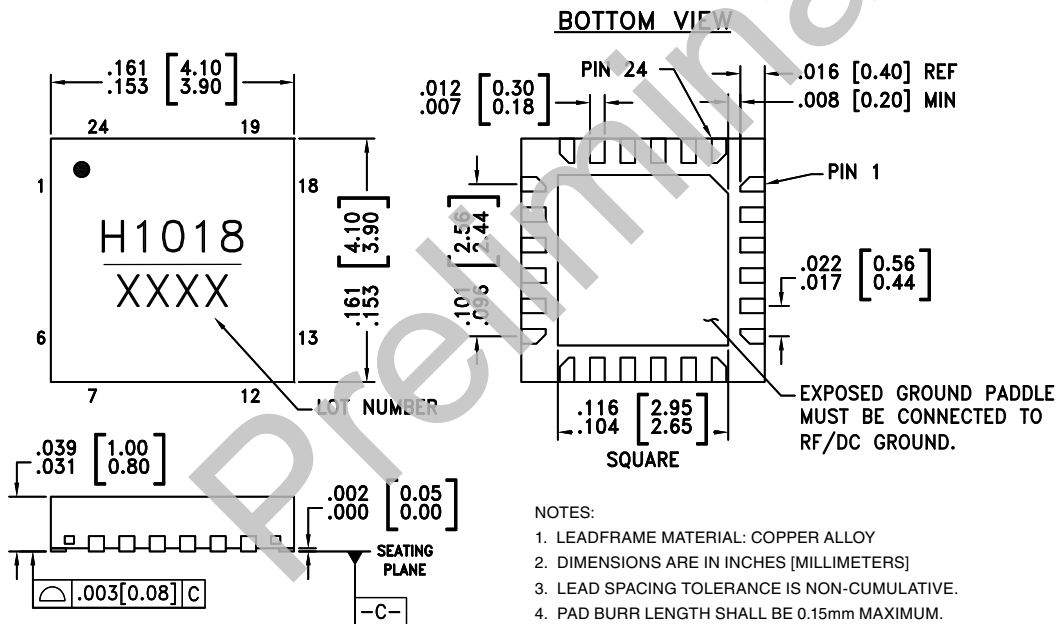 BOTTOM VIEW
.161 [4.10]
.153 [3.90]
24 19
1 18
H1018
XXXX
6 13
7 12
LOT NUMBER
.161 [4.10]
.153 [3.90]
PIN 24
.012 [0.30]
.007 [0.18]
.016 [0.40] REF
.008 [0.20] MIN
PIN 1
.101 [2.56]
.096 [2.44]
.022 [0.56]
.017 [0.44]
EXPOSED GROUND PADDLE
MUST BE CONNECTED TO
RF/DC GROUND.
.116 [2.95]
.104 [2.65]
SQUARE
.039 [1.00]
.031 [0.80]
.002 [0.05]
.000 [0.00]
SEATING
PLANE
.003[0.08] C
-C-
NOTES:
1. LEADFRAME MATERIAL: COPPER ALLOY
2. DIMENSIONS ARE IN INCHES [MILLIMETERS]
3. LEAD SPACING TOLERANCE IS NON-CUMULATIVE.
4. PAD BURR LENGTH SHALL BE 0.15mm MAXIMUM.
Prelimina